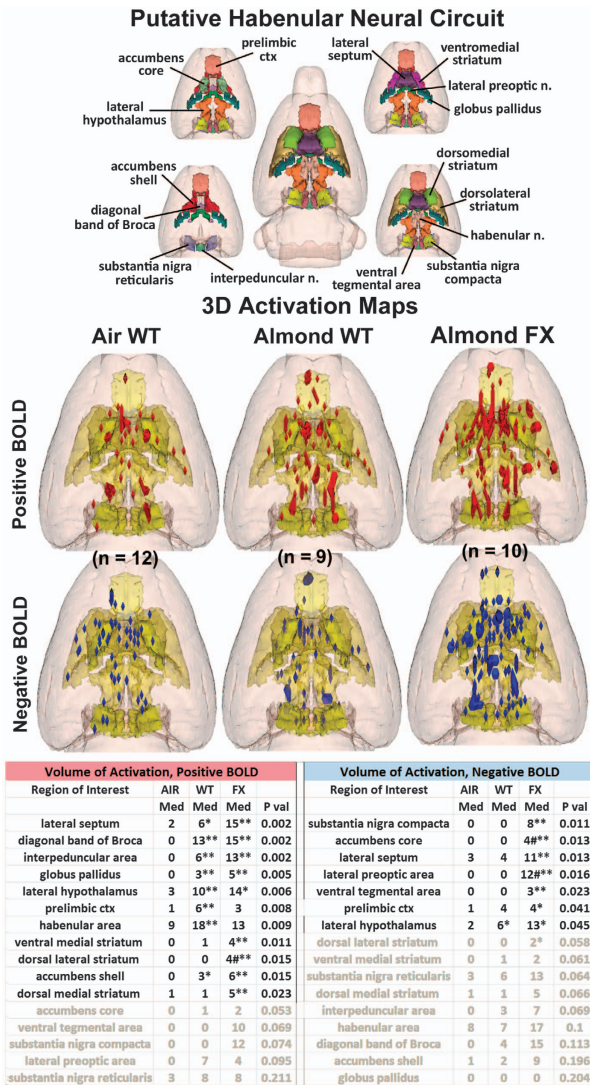 Putative Habenular Neural Circuit
prelimbic ctx
accumbens core
lateral hypothalamus
lateral septum
ventromedial striatum
lateral preoptic n.
globus pallidus
accumbens shell
diagonal band of Broca
substantia nigra reticularis
interpeduncular n.
dorsomedial striatum
dorsolateral striatum
habenular n.
ventral tegmental area
substantia nigra compacta
3D Activation Maps
Air WT Almond WT Almond FX
Positive BOLD
(n = 12) (n = 9) (n = 10)
Negative BOLD
Volume of Activation, Positive BOLD
Region of Interest AIR WT FX
Med Med Med P val
lateral septum 2 6* 15** 0.002
diagonal band of Broca 0 13** 15** 0.002
interpeduncular area 0 6** 13** 0.002
globus pallidus 0 3** 5** 0.005
lateral hypothalamus 3 10** 14* 0.006
prelimbic ctx 1 6** 3 0.008
habenular area 9 18** 13 0.009
ventral medial striatum 0 1 4** 0.011
dorsal lateral striatum 0 0 4#** 0.015
accumbens shell 0 3* 6** 0.015
dorsal medial striatum 1 1 5** 0.023
accumbens core 0 1 2 0.053
ventral tegmental area 0 0 10 0.069
substantia nigra compacta 0 0 12 0.074
lateral preoptic area 0 7 4 0.095
substantia nigra reticularis 3 8 8 0.211
Volume of Activation, Negative BOLD
Region of Interest AIR WT FX
Med Med Med P val
substantia nigra compacta 0 0 8** 0.011
accumbens core 0 0 4#** 0.013
lateral septum 3 4 11** 0.013
lateral preoptic area 0 0 12#** 0.016
ventral tegmental area 0 0 3** 0.023
prelimbic ctx 1 4 4* 0.041
lateral hypothalamus 2 6* 13* 0.045
dorsal lateral striatum 0 0 2* 0.058
ventral medial striatum 0 1 2 0.061
substantia nigra reticularis 3 6 13 0.064
dorsal medial striatum 1 1 5 0.066
interpeduncular area 0 3 7 0.069
habenular area 8 7 17 0.1
diagonal band of Broca 0 4 15 0.113
accumbens shell 1 2 9 0.196
globus pallidus 0 0 0 0.204